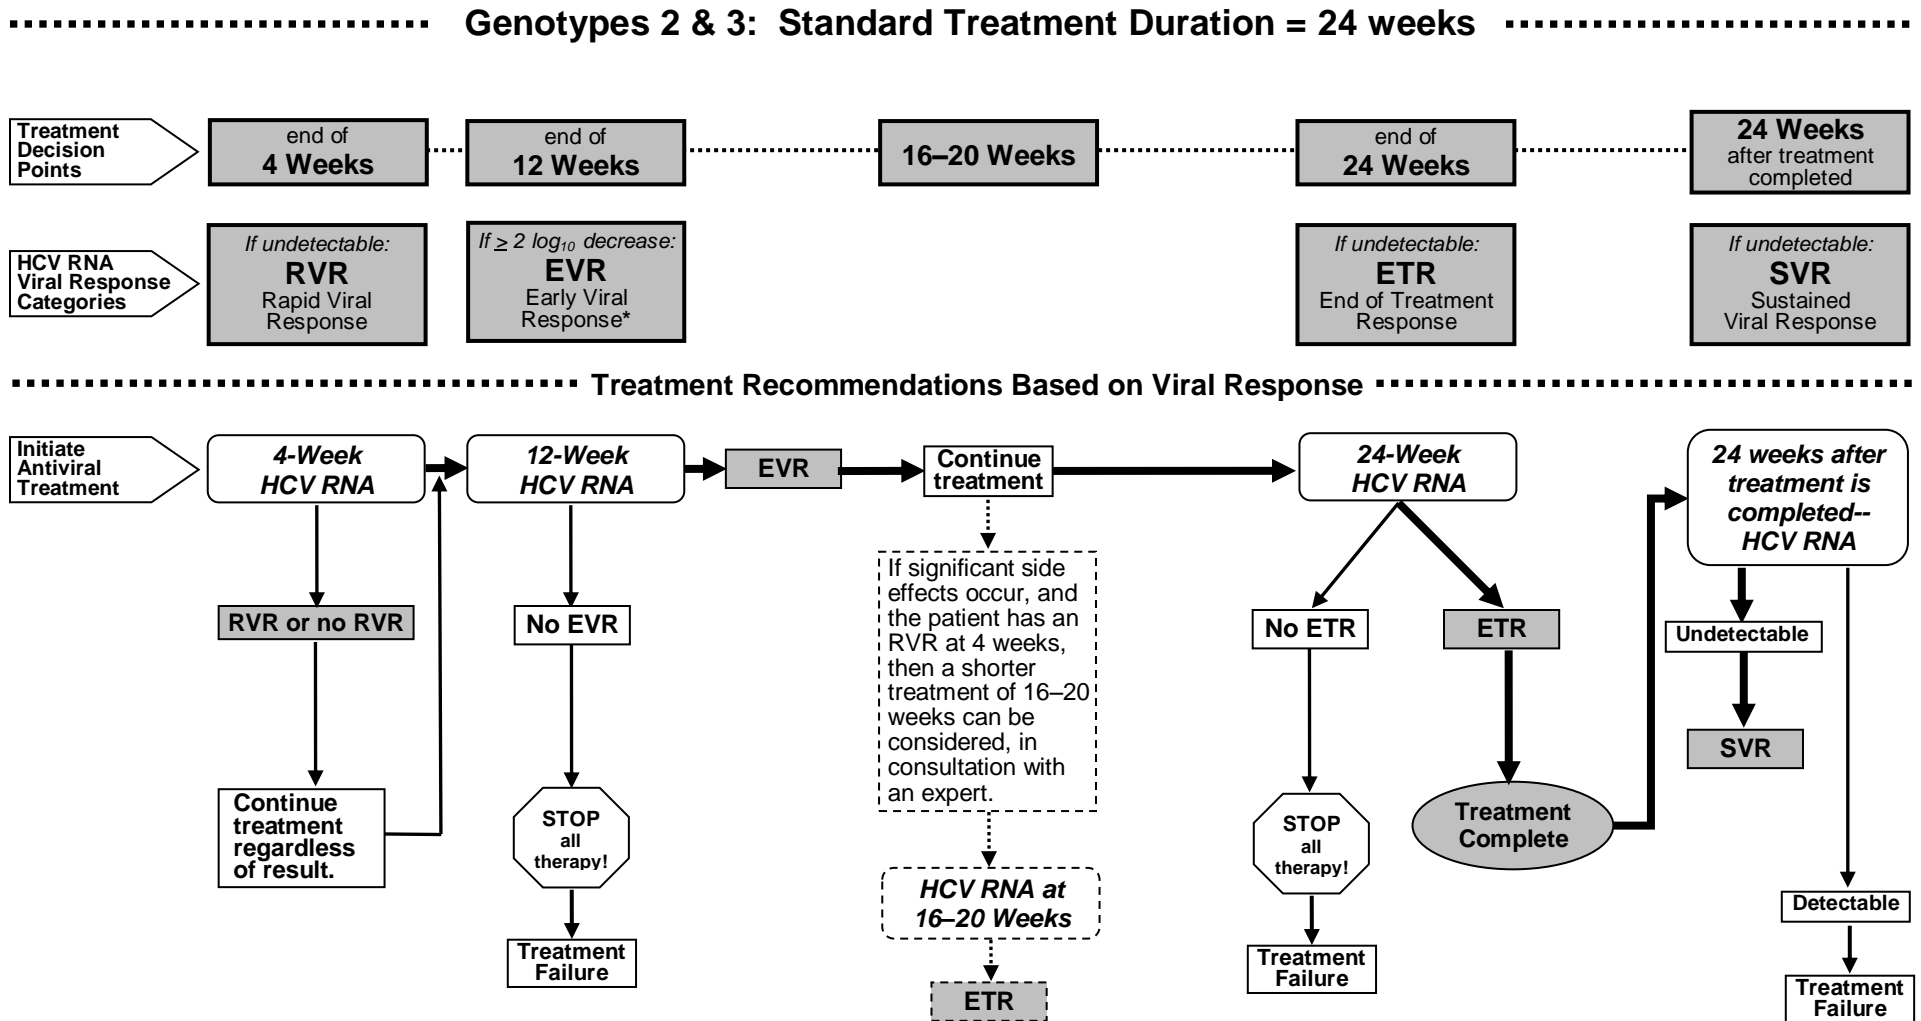 Genotypes 2 & 3: Standard Treatment Duration = 24 weeks
Treatment
Decision
Points
end of
4 Weeks
end of
12 Weeks
16–20 Weeks
end of
24 Weeks
24 Weeks
after treatment
completed
HCV RNA
Viral Response
Categories
If undetectable:
RVR
Rapid Viral
Response
If ≥ 2 log₁₀ decrease:
EVR
Early Viral
Response*
If undetectable:
ETR
End of Treatment
Response
If undetectable:
SVR
Sustained
Viral Response
Treatment Recommendations Based on Viral Response
Initiate
Antiviral
Treatment
4-Week
HCV RNA
12-Week
HCV RNA
EVR
Continue
treatment
24-Week
HCV RNA
24 weeks after
treatment is
completed--
HCV RNA
RVR or no RVR
No EVR
If significant side
effects occur, and
the patient has an
RVR at 4 weeks,
then a shorter
treatment of 16–20
weeks can be
considered, in
consultation with
an expert.
No ETR
ETR
Undetectable
SVR
Continue
treatment
regardless
of result.
STOP
all
therapy!
STOP
all
therapy!
Treatment
Complete
HCV RNA at
16–20 Weeks
Detectable
Treatment
Failure
ETR
Treatment
Failure
Treatment
Failure